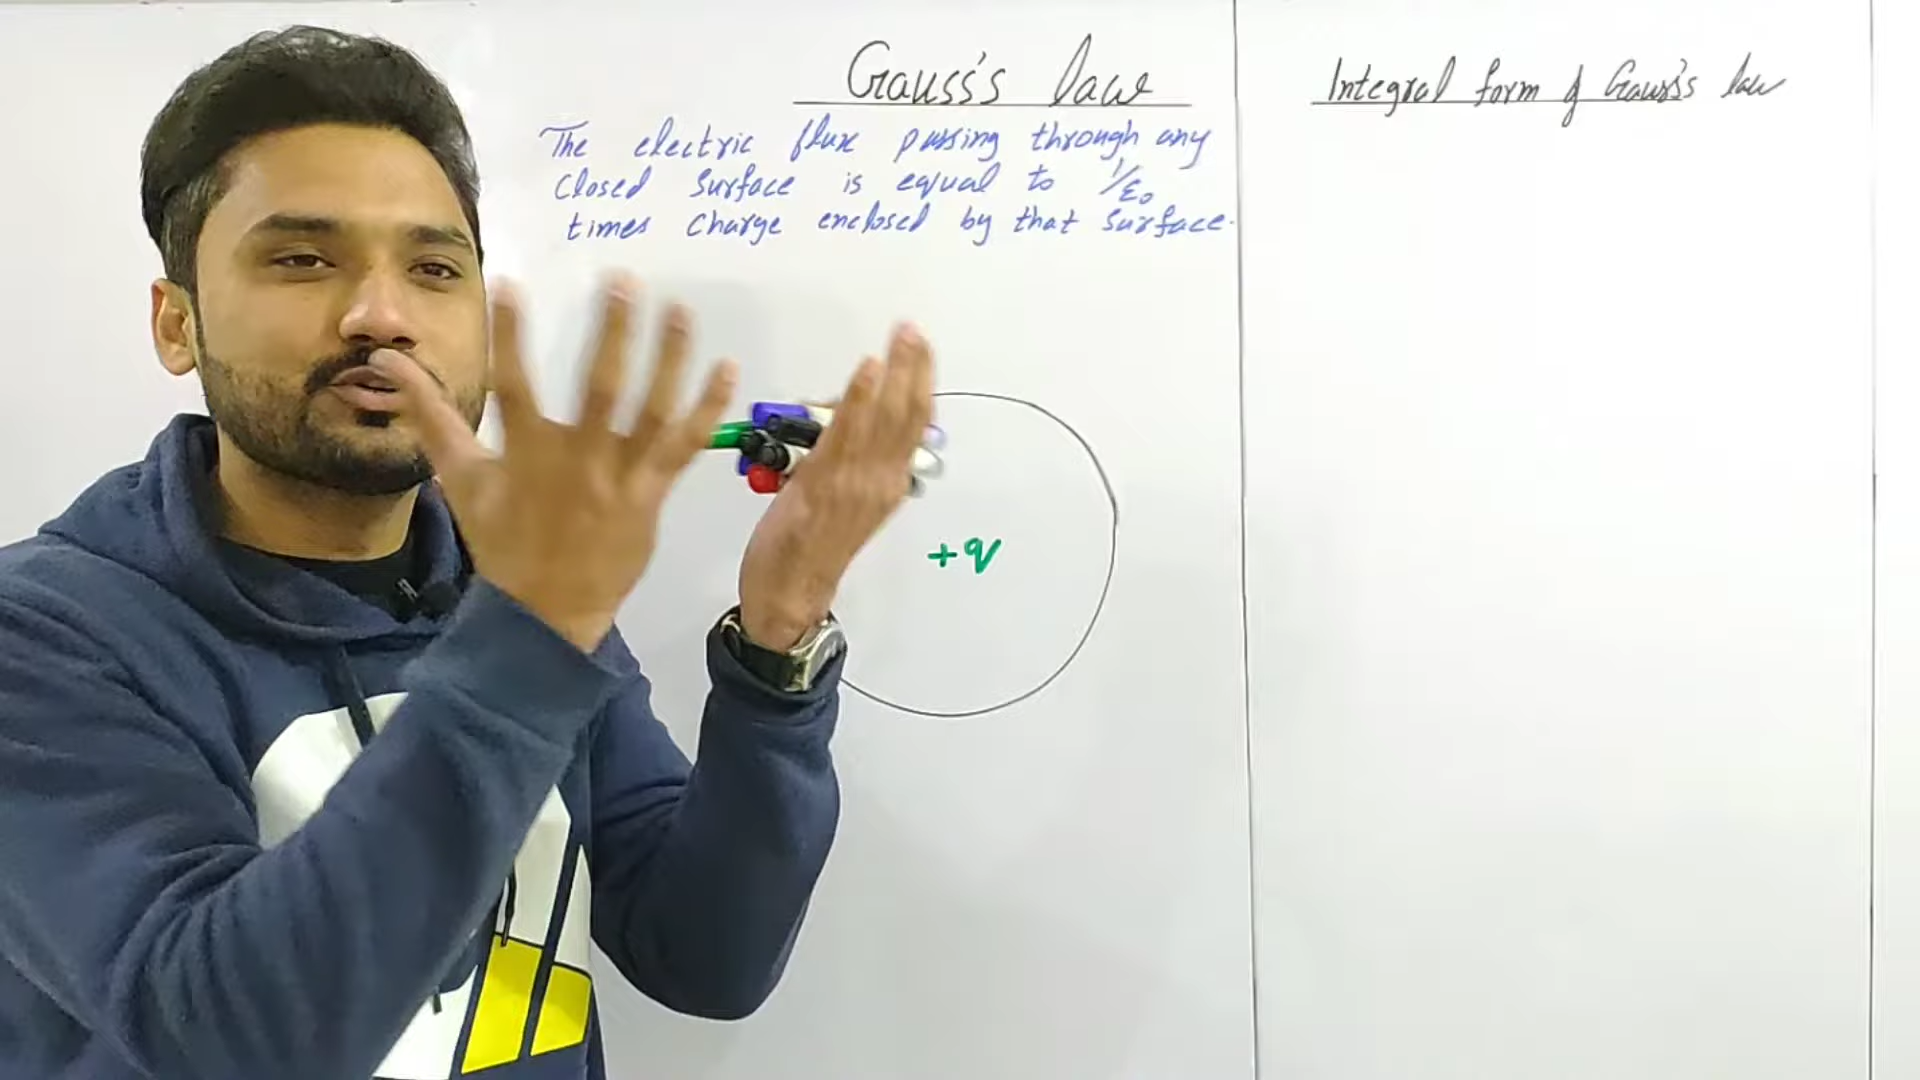 Gauss's law
The electric flux passing through any
closed surface is equal to 1/ε₀
times charge enclosed by that surface.
+q
Integral form of Gauss's law